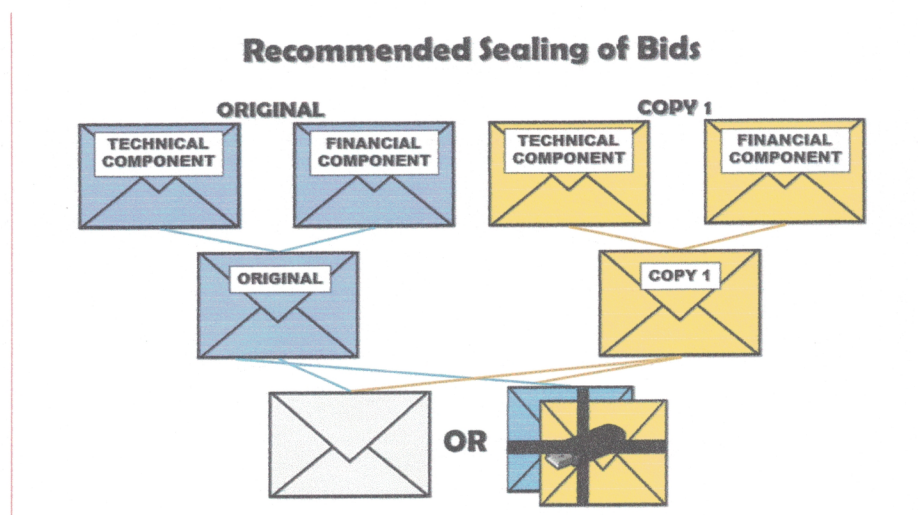 Recommended Sealing of Bids
ORIGINAL
COPY 1
TECHNICAL
COMPONENT
FINANCIAL
COMPONENT
TECHNICAL
COMPONENT
FINANCIAL
COMPONENT
ORIGINAL
COPY 1
OR